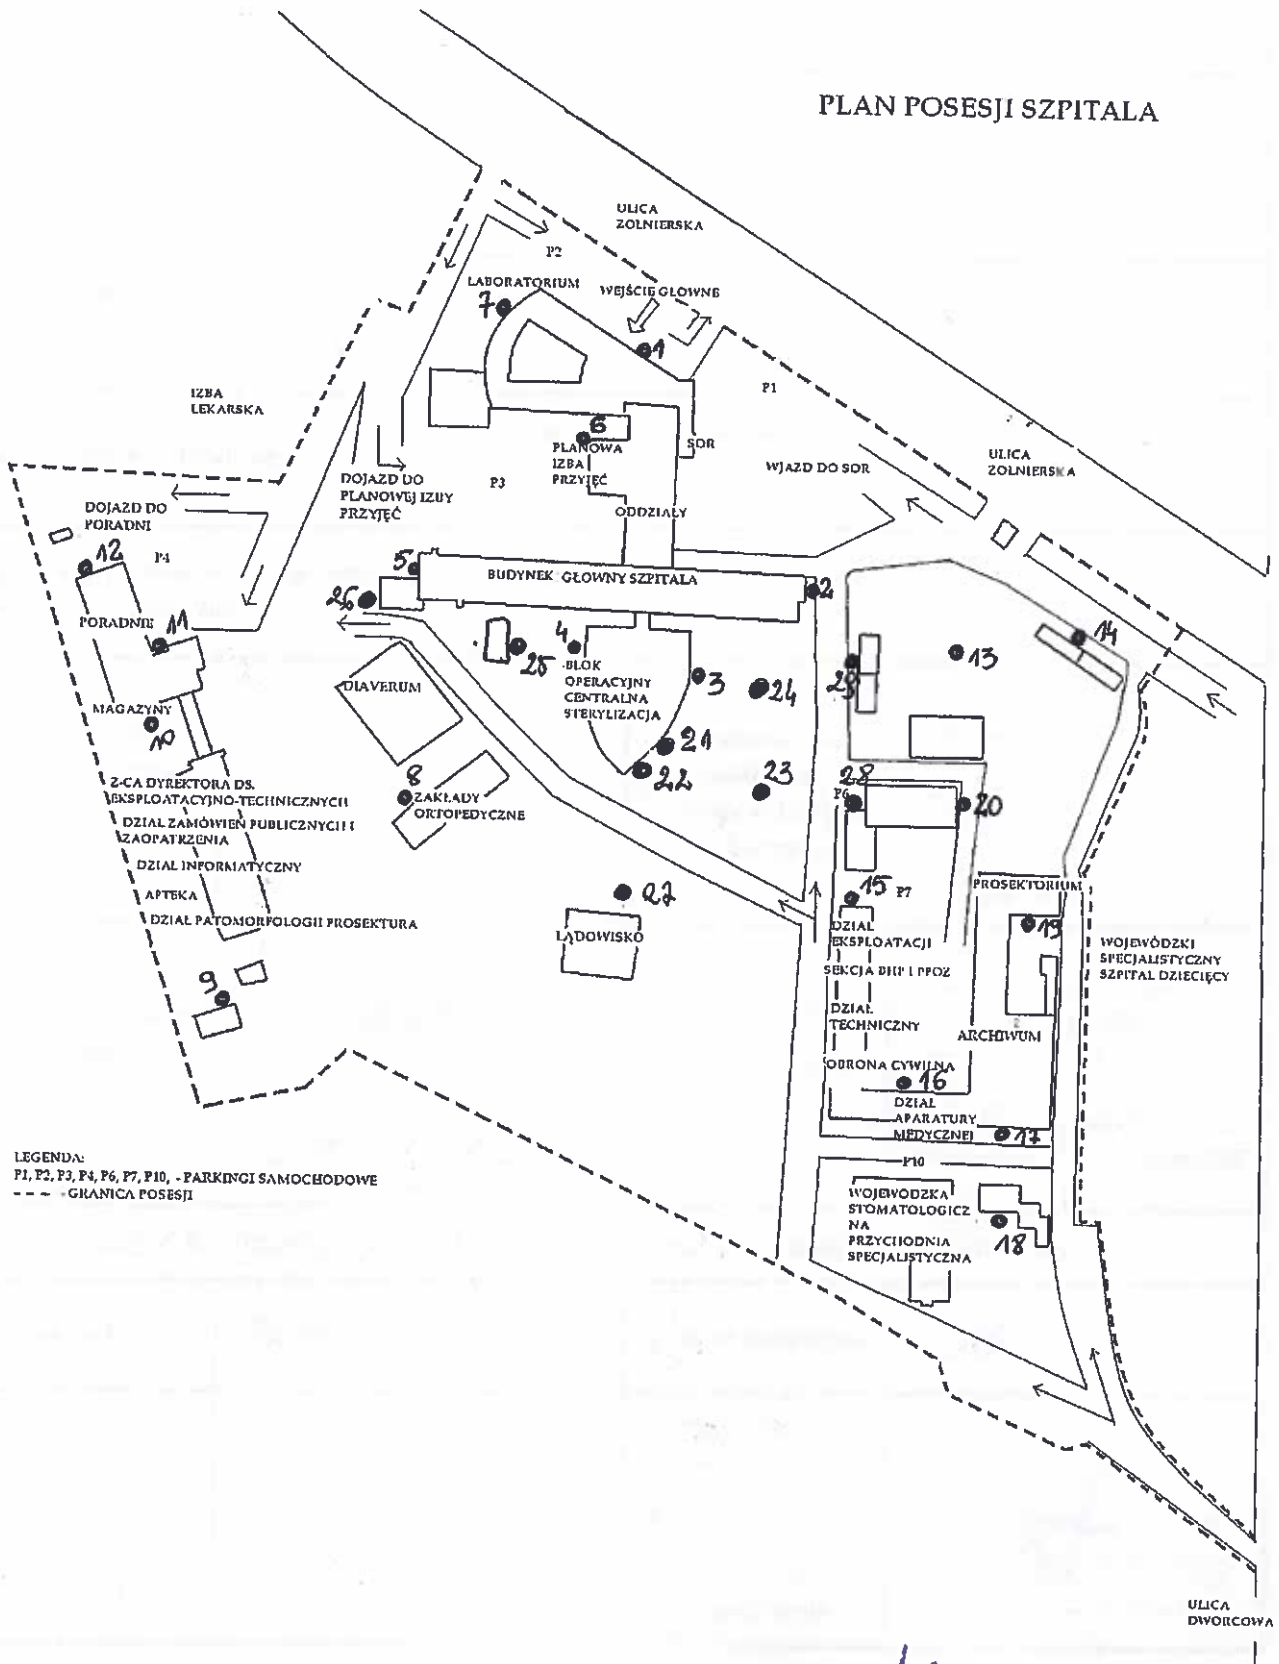 PLAN POSESJI SZPITALA
ULICA
ZOLNIERSKA
P2
LABORATORIUM
WEJŚCIE GŁOWNE
7
1
P1
IZBA
LEKARSKA
6
PLANOWA
IZBA
PRZYJĘĆ
SOR
WJAZD DO SOR
ULICA
ZOLNIERSKA
DOJAZD DO
PLANOWEJ IZBY
PRZYJĘĆ
P3
ODDZIAŁY
DOJAZD DO
PORADNI
12
P4
5
BUDYNEK GŁOWNY SZPITALA
2
26
PORADNIE
11
4
25
BLOK
OPERACYJNY
CENTRALNA
STERYLIZACJA
3
24
13
14
DIAVERUM
MAGAZYNY
10
21
22
23
28
P6
20
Z-CA DYREKTORA DS.
EKSPLOATACYJNO-TECHNICZNYCH
DZIAŁ ZAMÓWIEŃ PUBLICZNYCH I
ZAOPATRZENIA
DZIAŁ INFORMATYCZNY
APTEKA
DZIAŁ PATOMORFOLOGII PROSEKTURA
8
ZAKŁADY
ORTOPEDYCZNE
27
LĄDOWISKO
15
P7
PROSEKTORIUM
19
DZIAŁ
EKSPLOATACJI
SEKCJA BHP I PPOŻ
DZIAŁ
TECHNICZNY
ARCHIWUM
WOJEWÓDZKI
SPECJALISTYCZNY
SZPITAL DZIECIĘCY
9
OBRONA CYWILNA
16
DZIAŁ
APARATURY
MEDYCZNEJ
17
P10
LEGENDA:
P1, P2, P3, P4, P6, P7, P10, - PARKINGI SAMOCHODOWE
- GRANICA POSESJI
WOJEWODZKA
STOMATOLOGICZ
NA
PRZYCHODNIA
SPECJALISTYCZNA
18
ULICA
DWORCOWA